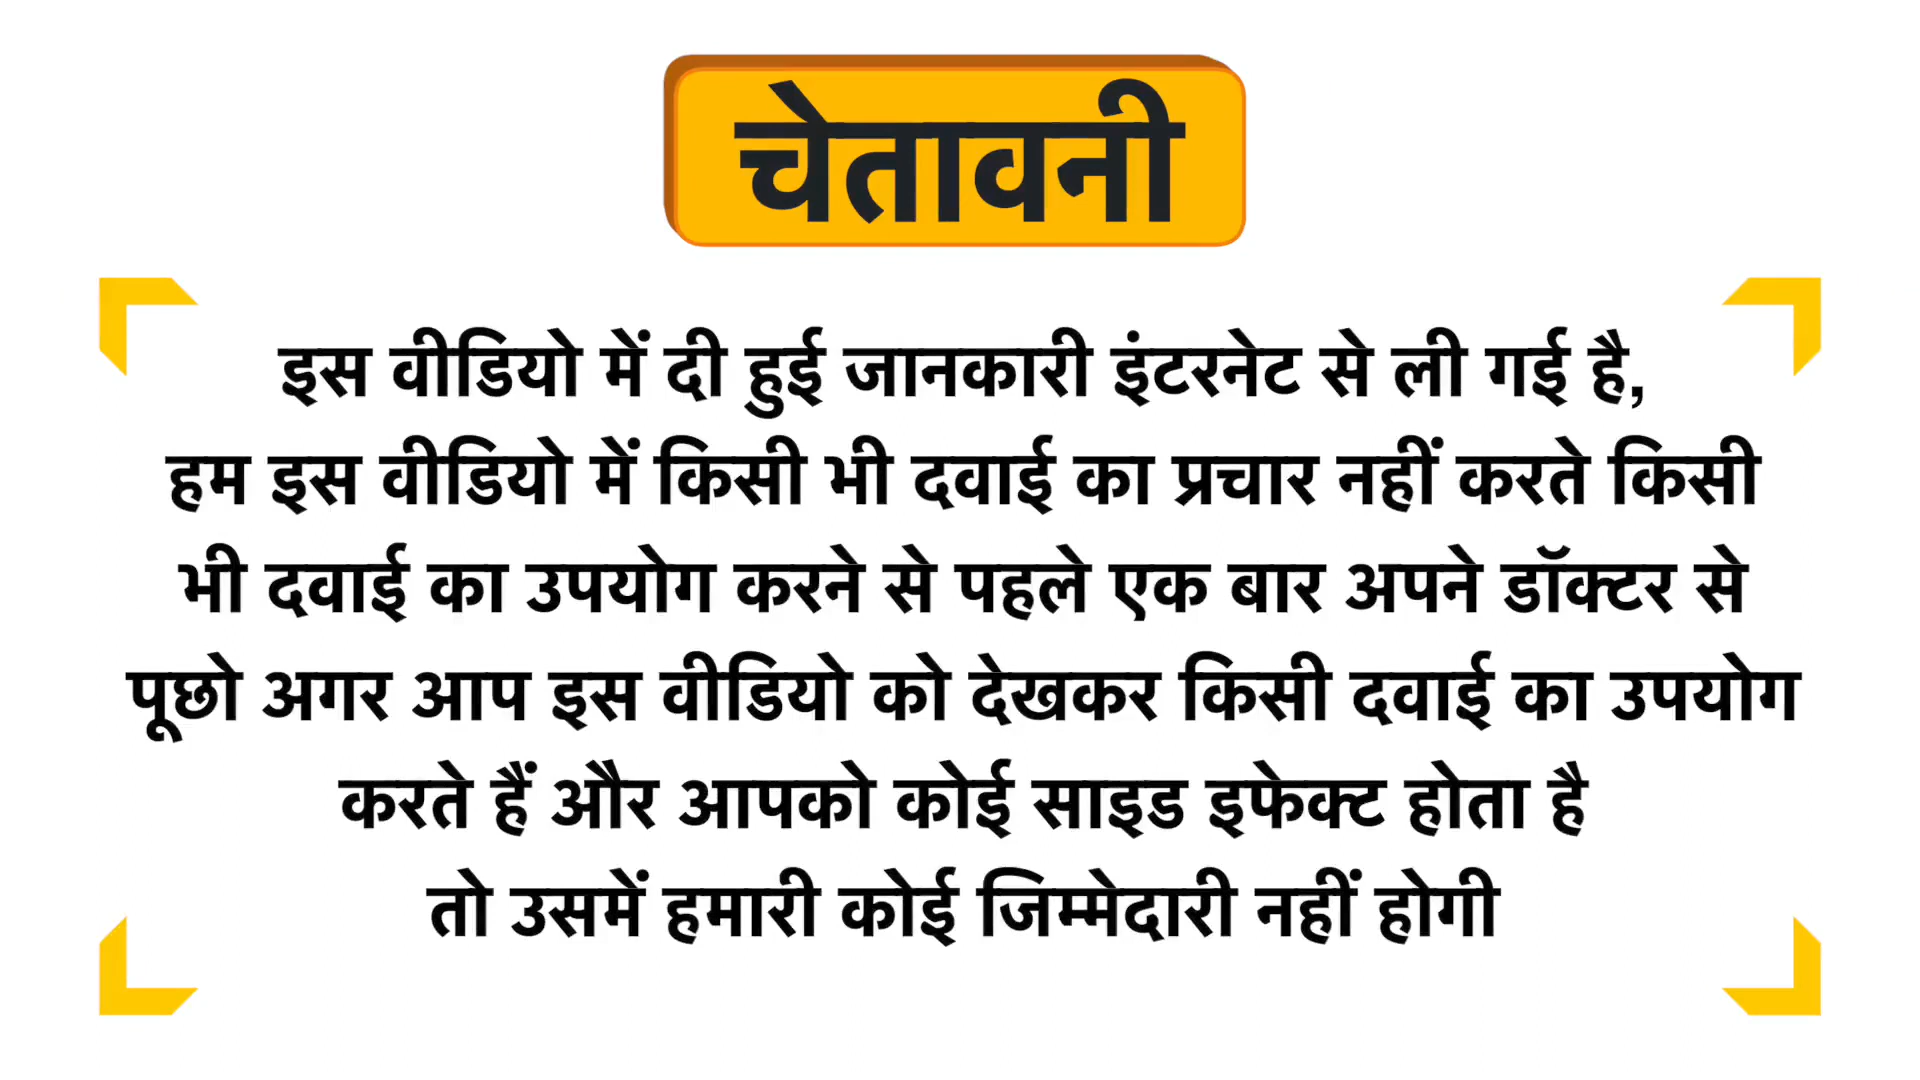 चेतावनी
इस वीडियो में दी हुई जानकारी इंटरनेट से ली गई है,
हम इस वीडियो में किसी भी दवाई का प्रचार नहीं करते किसी
भी दवाई का उपयोग करने से पहले एक बार अपने डॉक्टर से
पूछो अगर आप इस वीडियो को देखकर किसी दवाई का उपयोग
करते हैं और आपको कोई साइड इफेक्ट होता है
तो उसमें हमारी कोई जिम्मेदारी नहीं होगी